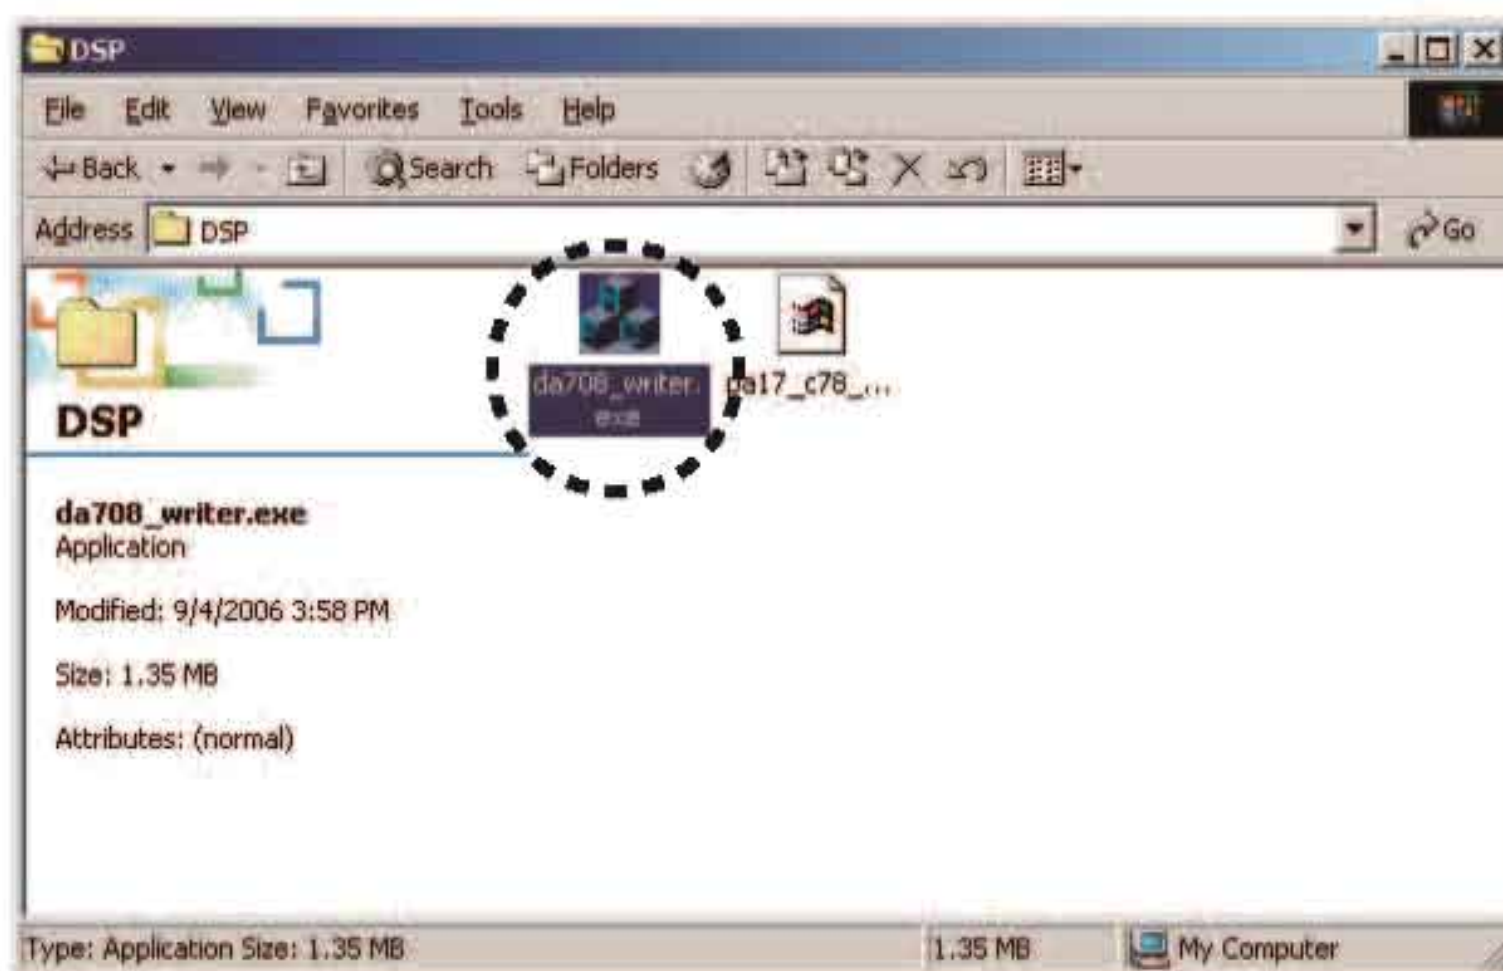 DSP
File Edit View Favorites Tools Help
Back Search Folders
Address DSP Go
da708_writer.
exe
pa17_c78_...
DSP
da708_writer.exe
Application
Modified: 9/4/2006 3:58 PM
Size: 1.35 MB
Attributes: (normal)
Type: Application Size: 1.35 MB 1.35 MB My Computer